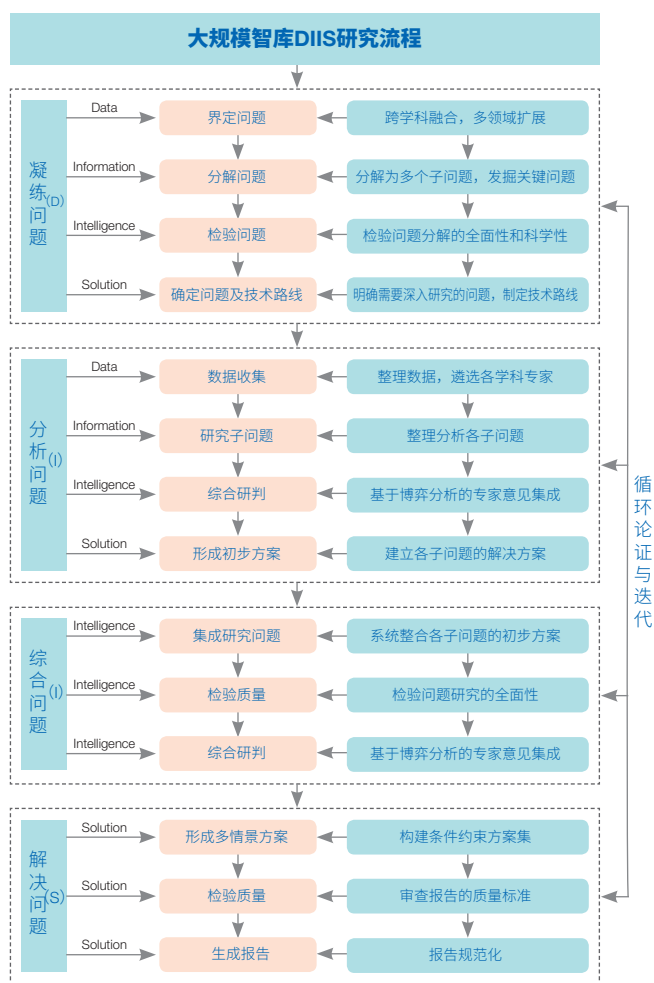 大规模智库DIIS研究流程
凝练问题(D)
Data
界定问题
跨学科融合，多领域扩展
Information
分解问题
分解为多个子问题，发掘关键问题
Intelligence
检验问题
检验问题分解的全面性和科学性
Solution
确定问题及技术路线
明确需要深入研究的问题，制定技术路线
分析问题(I)
Data
数据收集
整理数据，遴选各学科专家
Information
研究子问题
整理分析各子问题
Intelligence
综合研判
基于博弈分析的专家意见集成
Solution
形成初步方案
建立各子问题的解决方案
综合问题(I)
Intelligence
集成研究问题
系统整合各子问题的初步方案
Intelligence
检验质量
检验问题研究的全面性
Intelligence
综合研判
基于博弈分析的专家意见集成
解决问题(S)
Solution
形成多情景方案
构建条件约束方案集
Solution
检验质量
审查报告的质量标准
Solution
生成报告
报告规范化
循环论证与迭代